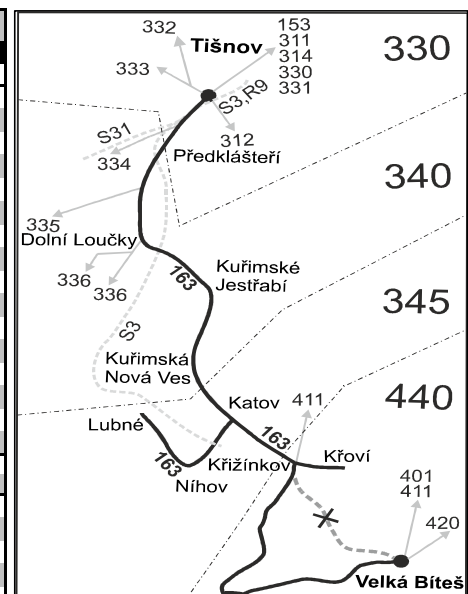 332
153
Tišnov
311
330
314
333
330
331
S3,R9
S31
312
334
Předklášteří
340
335
Dolní Loučky
336
336
163
Kuřimské
Jestřabí
345
S3
Kuřimská
Nová Ves
440
Katov
411
Lubné
163
Křoví
163
Křižínkov
Níhov
401
411
420
Velká Bíteš